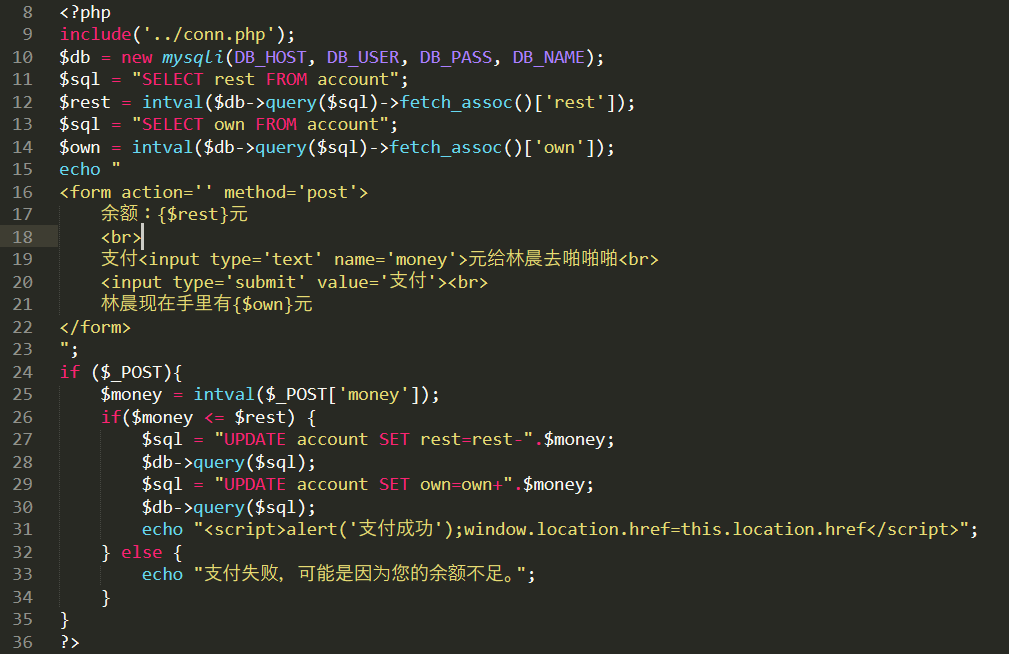 8 <?php
9 include('../conn.php');
10 $db = new mysqli(DB_HOST, DB_USER, DB_PASS, DB_NAME);
11 $sql = "SELECT rest FROM account";
12 $rest = intval($db->query($sql)->fetch_assoc()['rest']);
13 $sql = "SELECT own FROM account";
14 $own = intval($db->query($sql)->fetch_assoc()['own']);
15 echo "
16 <form action='' method='post'>
17     余额：{$rest}元
18     <br>
19     支付<input type='text' name='money'>元给林晨去啪啪啪<br>
20     <input type='submit' value='支付'><br>
21     林晨现在手里有{$own}元
22 </form>
23 ";
24 if ($_POST){
25     $money = intval($_POST['money']);
26     if($money <= $rest) {
27         $sql = "UPDATE account SET rest=rest-".$money;
28         $db->query($sql);
29         $sql = "UPDATE account SET own=own+".$money;
30         $db->query($sql);
31         echo "<script>alert('支付成功');window.location.href=this.location.href</script>";
32     } else {
33         echo "支付失败，可能是因为您的余额不足。";
34     }
35 }
36 ?>